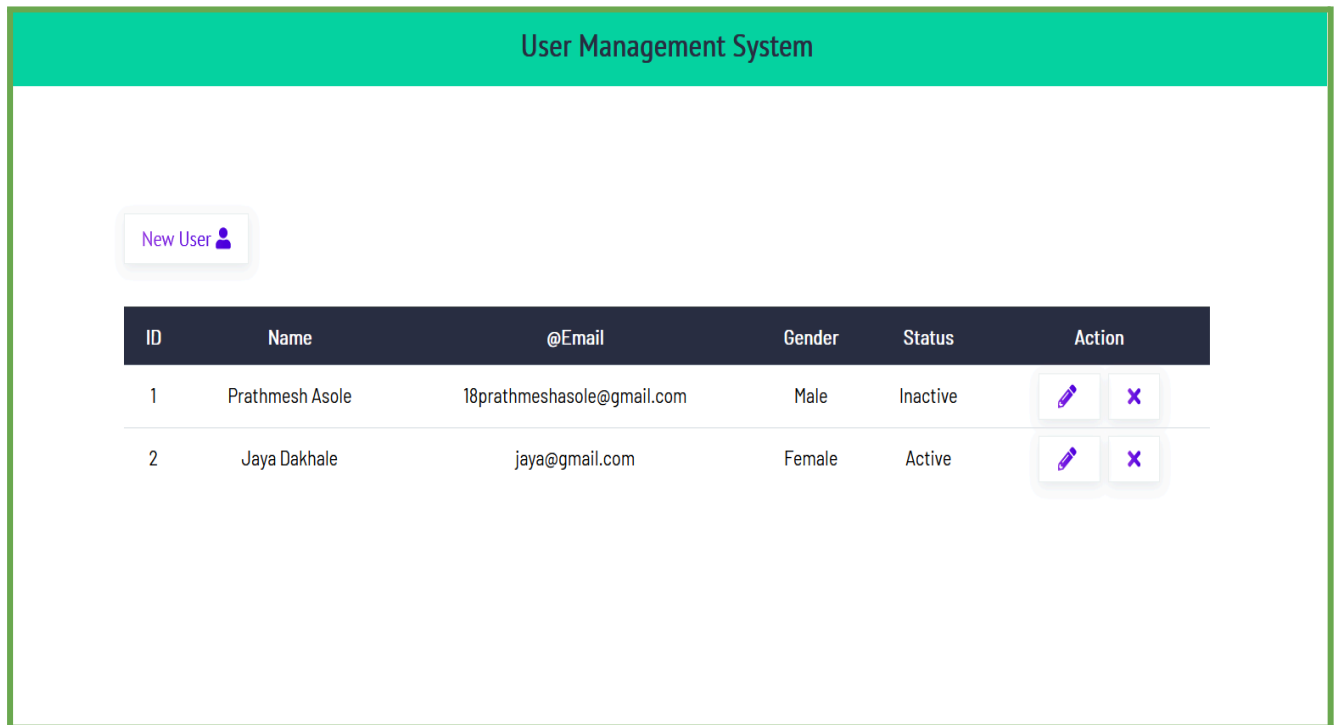 User Management System
New User
ID Name @Email Gender Status Action
1 Prathmesh Asole 18prathmeshasole@gmail.com Male Inactive
2 Jaya Dakhale jaya@gmail.com Female Active